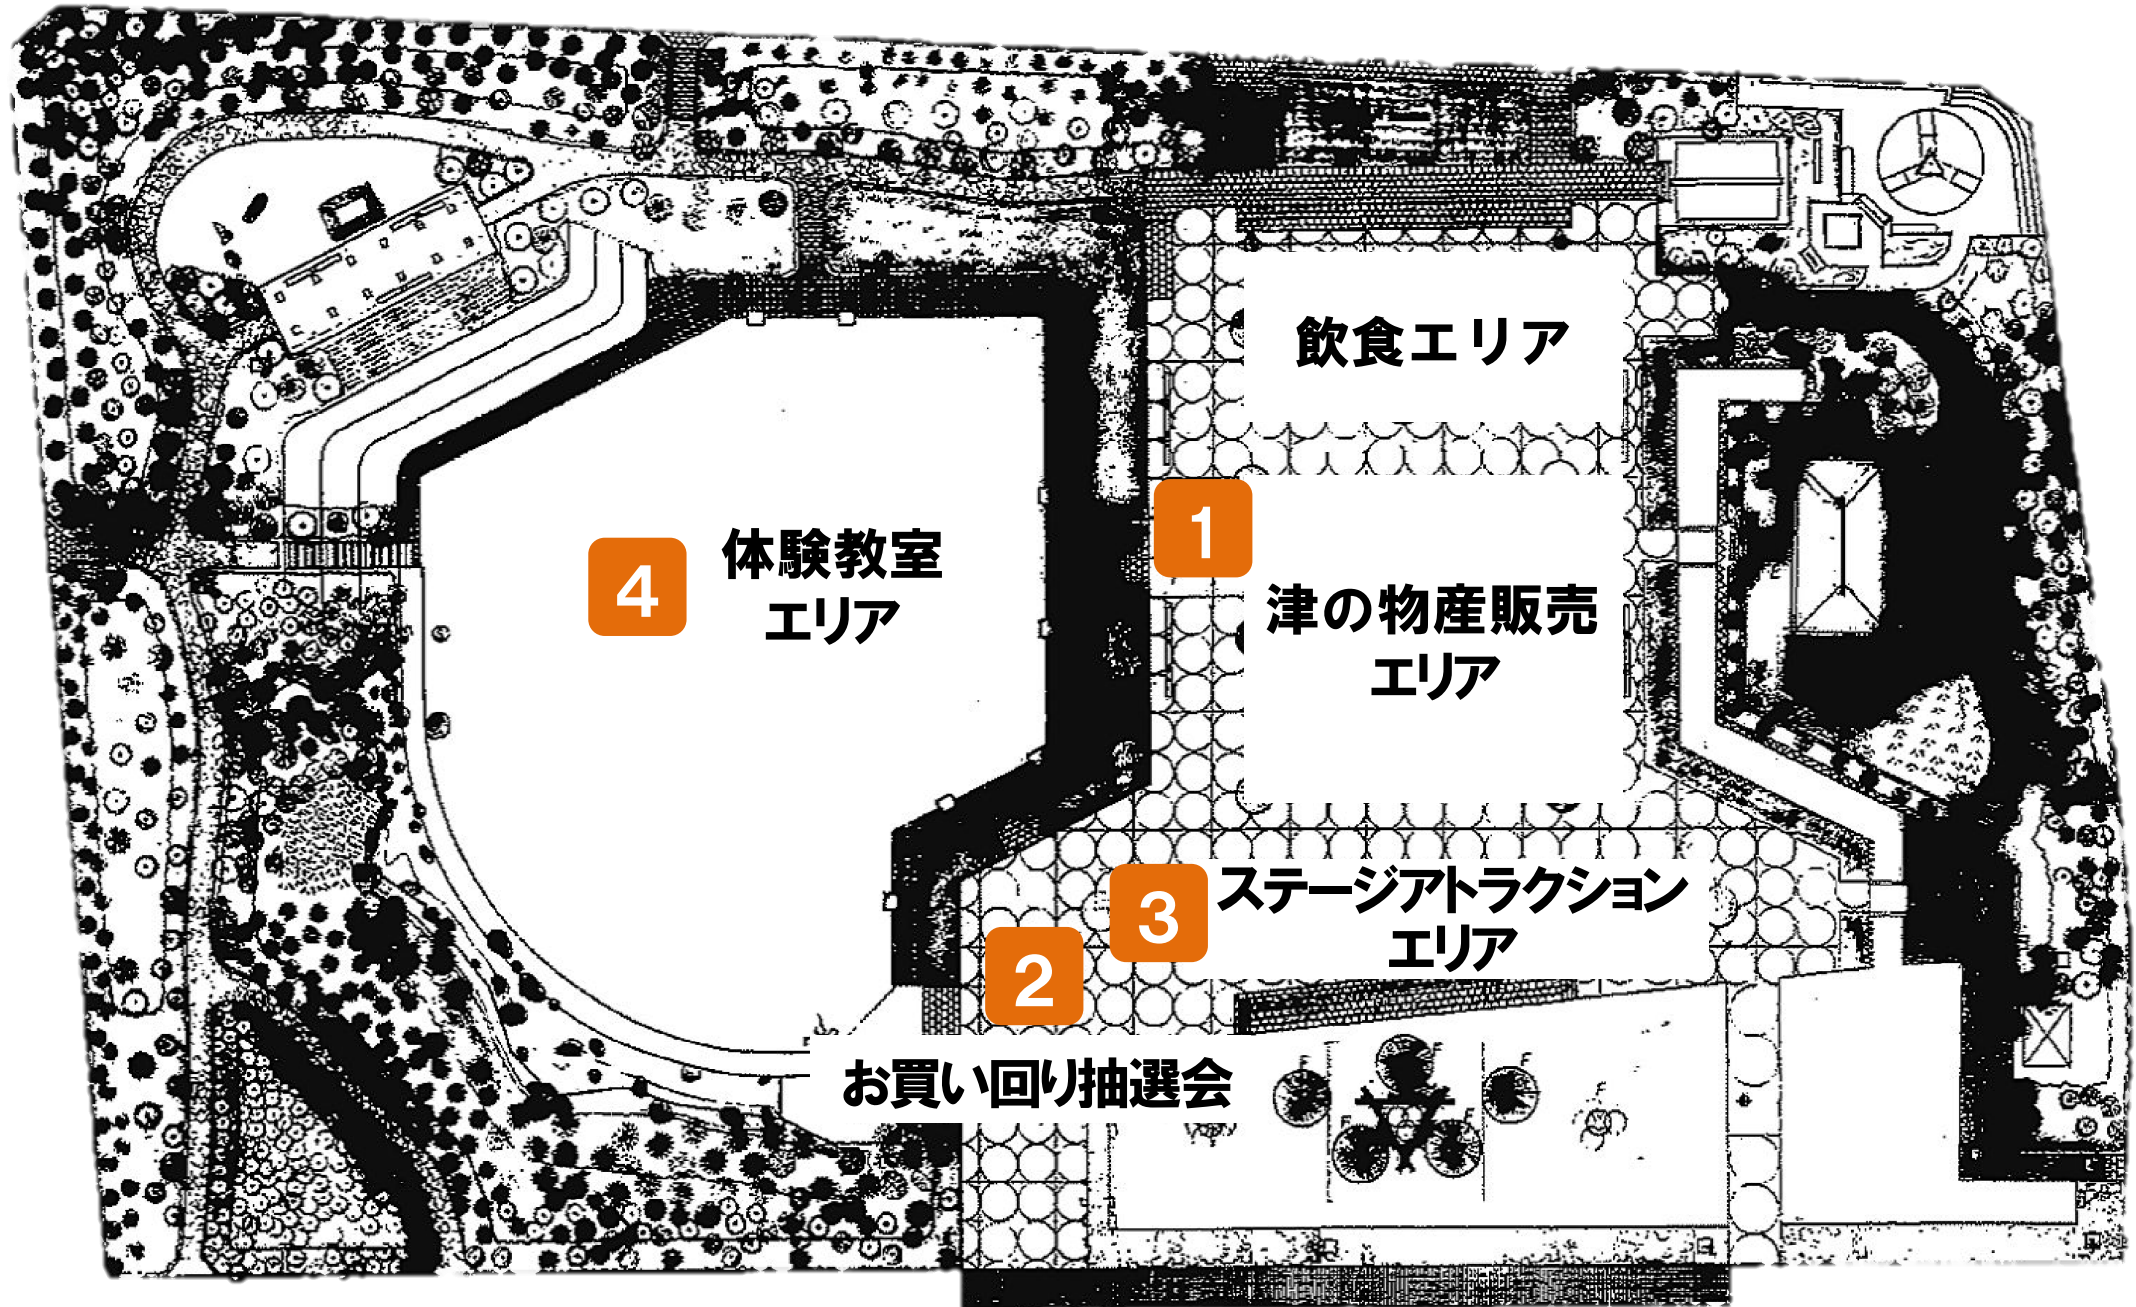 飲食エリア
1
津の物産販売
エリア
4
体験教室
エリア
3
ステージアトラクション
エリア
2
お買い回り抽選会